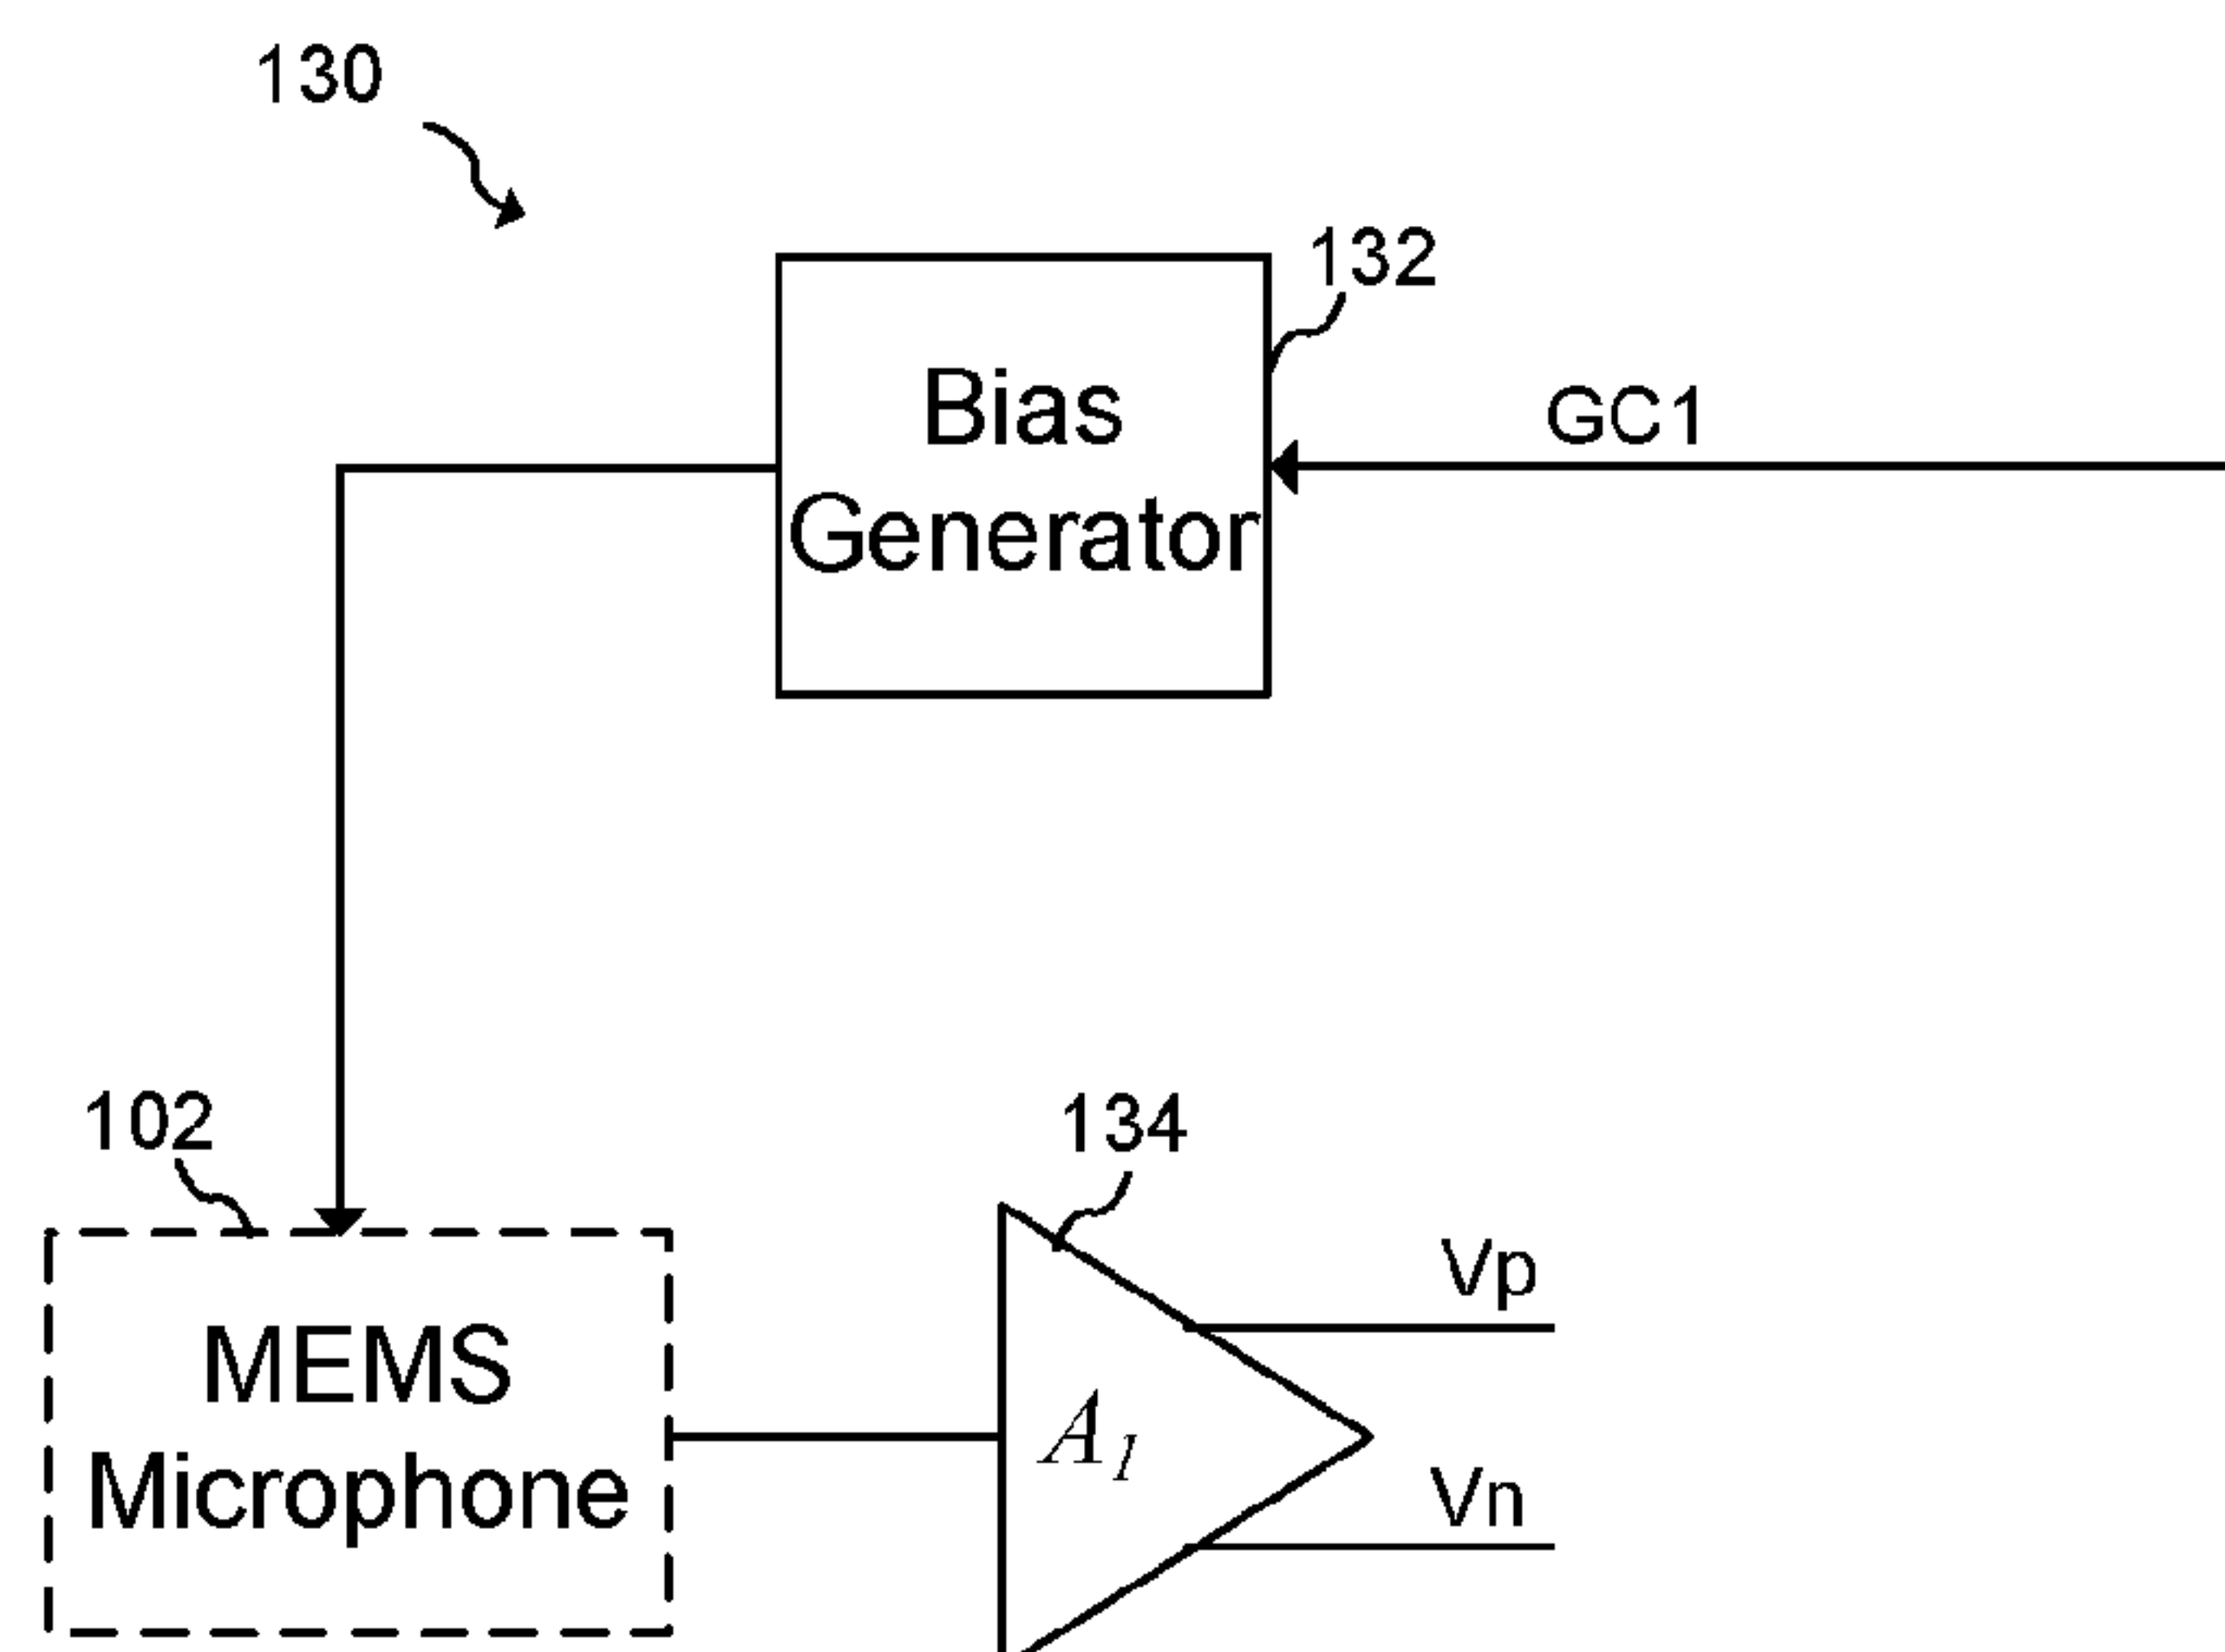 130
132
Bias
Generator
GC1
102
134
MEMS
Microphone
A1
Vp
Vn